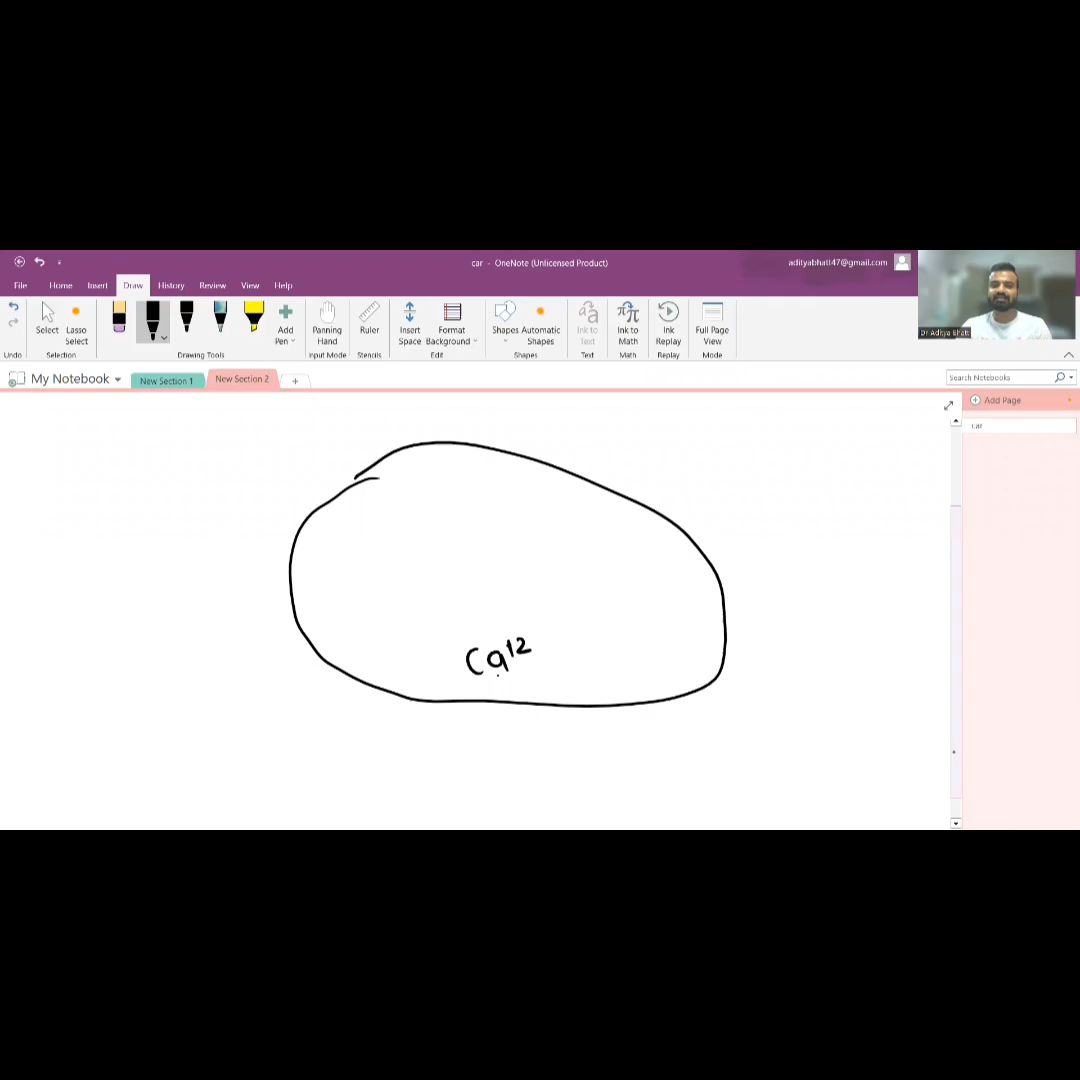 car - OneNote (Unlicensed Product)
adityabhatt47@gmail.com
File Home Insert Draw History Review View Help
Undo
Select
Lasso Select
Selection
Drawing Tools
Add Pen
Panning Hand
Input Mode
Ruler
Stencils
Insert Space
Format Background
Edit
Shapes
Automatic Shapes
Shapes
Ink to Text
Text
Ink to Math
Math
Ink Replay
Replay
Full Page View
Mode
Dr Aditya Bhatt
My Notebook
New Section 1
New Section 2
Search Notebooks
Add Page
car
Ca¹²